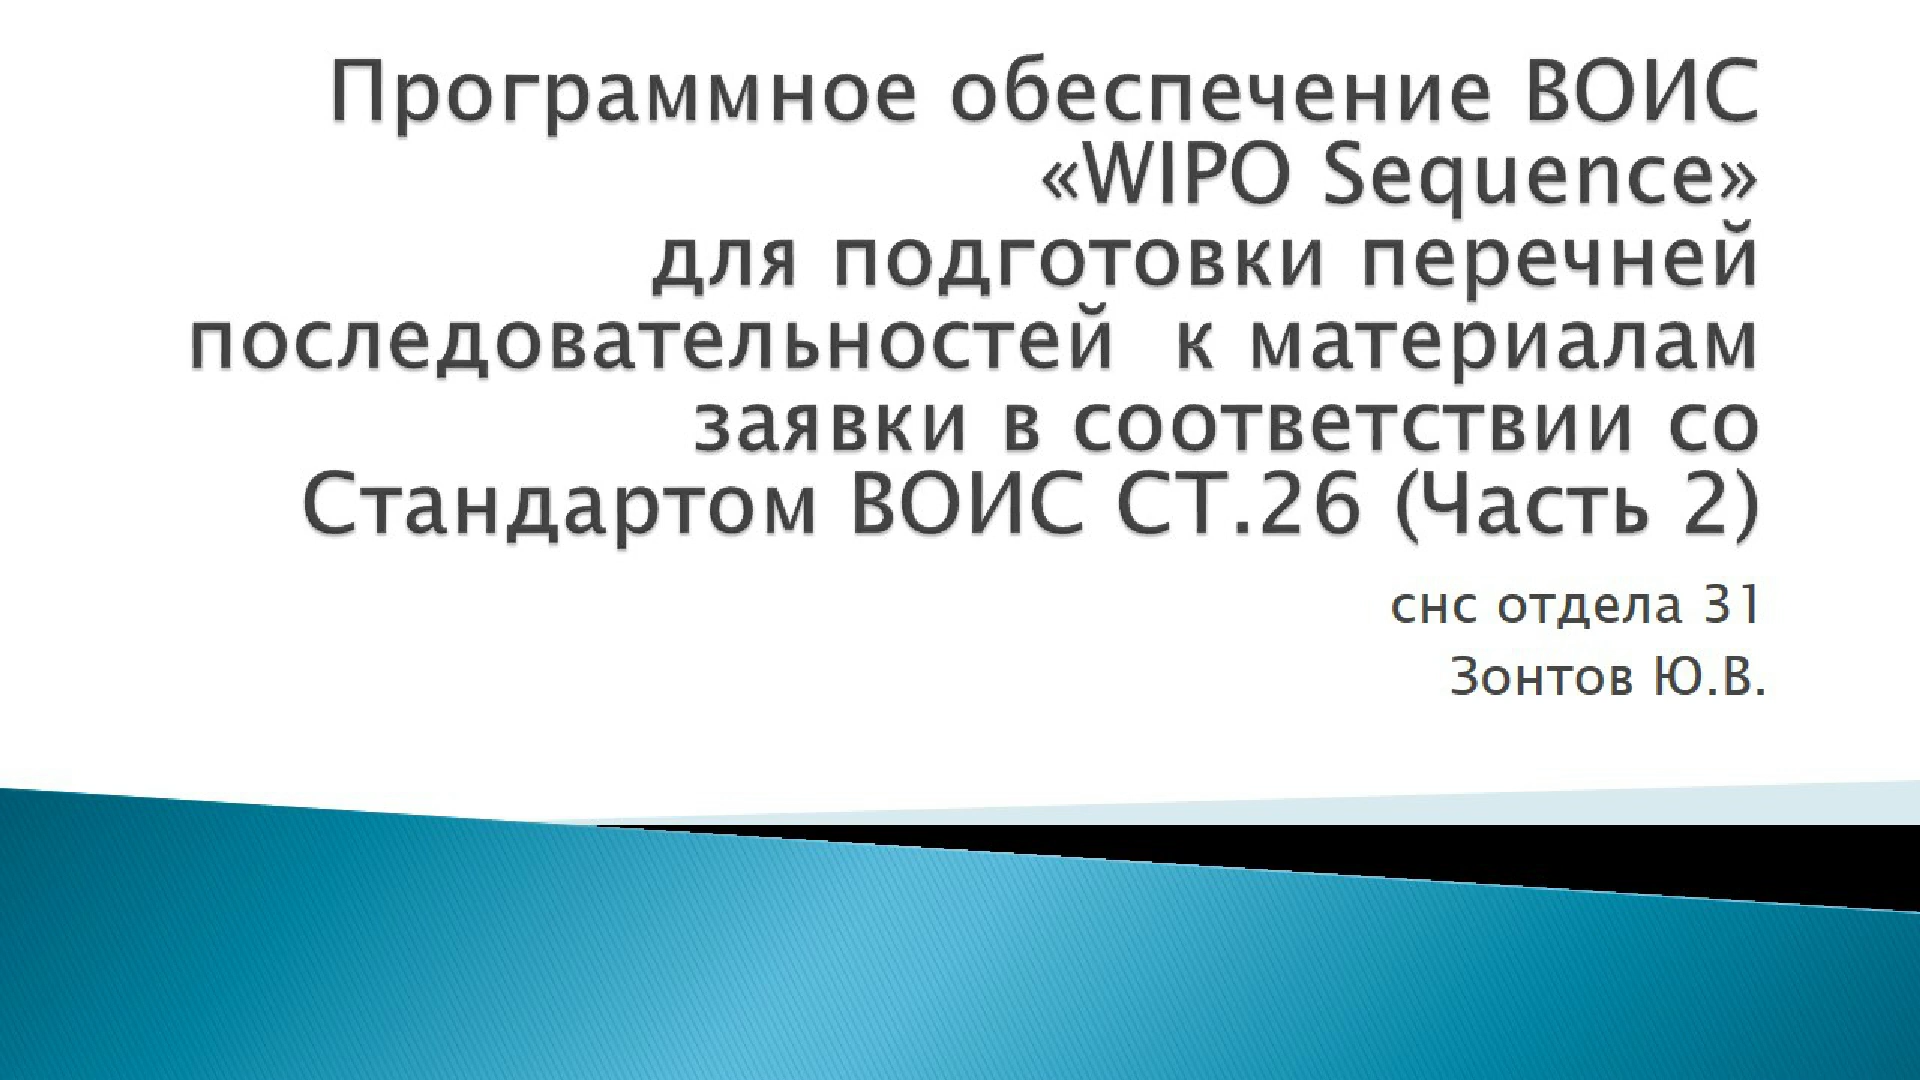 Программное обеспечение ВОИС
«WIPO Sequence»
для подготовки перечней
последовательностей к материалам
заявки в соответствии со
Стандартом ВОИС СТ.26 (Часть 2)
снс отдела 31
Зонтов Ю.В.